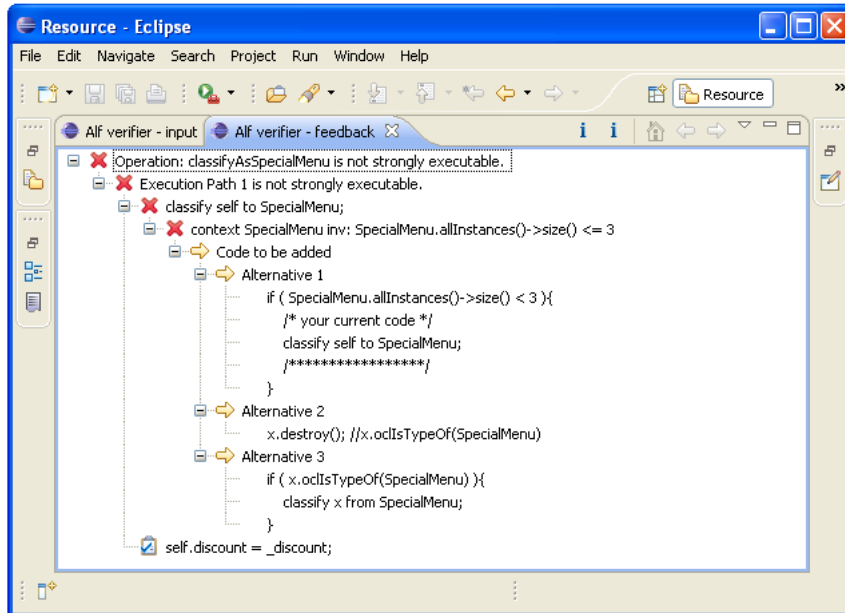 Resource - Eclipse
File Edit Navigate Search Project Run Window Help
Resource
Alf verifier - input Alf verifier - feedback
Operation: classifyAsSpecialMenu is not strongly executable.
Execution Path 1 is not strongly executable.
classify self to SpecialMenu;
context SpecialMenu inv: SpecialMenu.allInstances()->size() <= 3
Code to be added
Alternative 1
if ( SpecialMenu.allInstances()->size() < 3 ){
/* your current code */
classify self to SpecialMenu;
/******************/
}
Alternative 2
x.destroy(); //x.oclIsTypeOf(SpecialMenu)
Alternative 3
if ( x.oclIsTypeOf(SpecialMenu) ){
classify x from SpecialMenu;
}
self.discount = _discount;